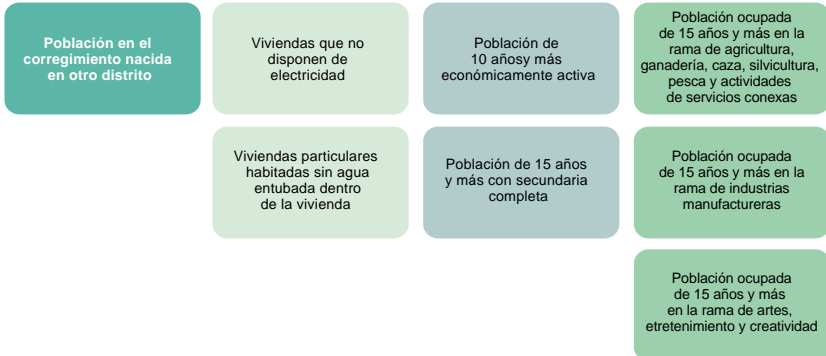 Población en el
corregimiento nacida
en otro distrito
Viviendas que no
disponen de
electricidad
Población de
10 añosy más
económicamente activa
Población ocupada
de 15 años y más en la
rama de agricultura,
ganadería, caza, silvicultura,
pesca y actividades
de servicios conexas
Viviendas particulares
habitadas sin agua
entubada dentro
de la vivienda
Población de 15 años
y más con secundaria
completa
Población ocupada
de 15 años y más en la
rama de industrias
manufactureras
Población ocupada
de 15 años y más
en la rama de artes,
etretenimiento y creatividad